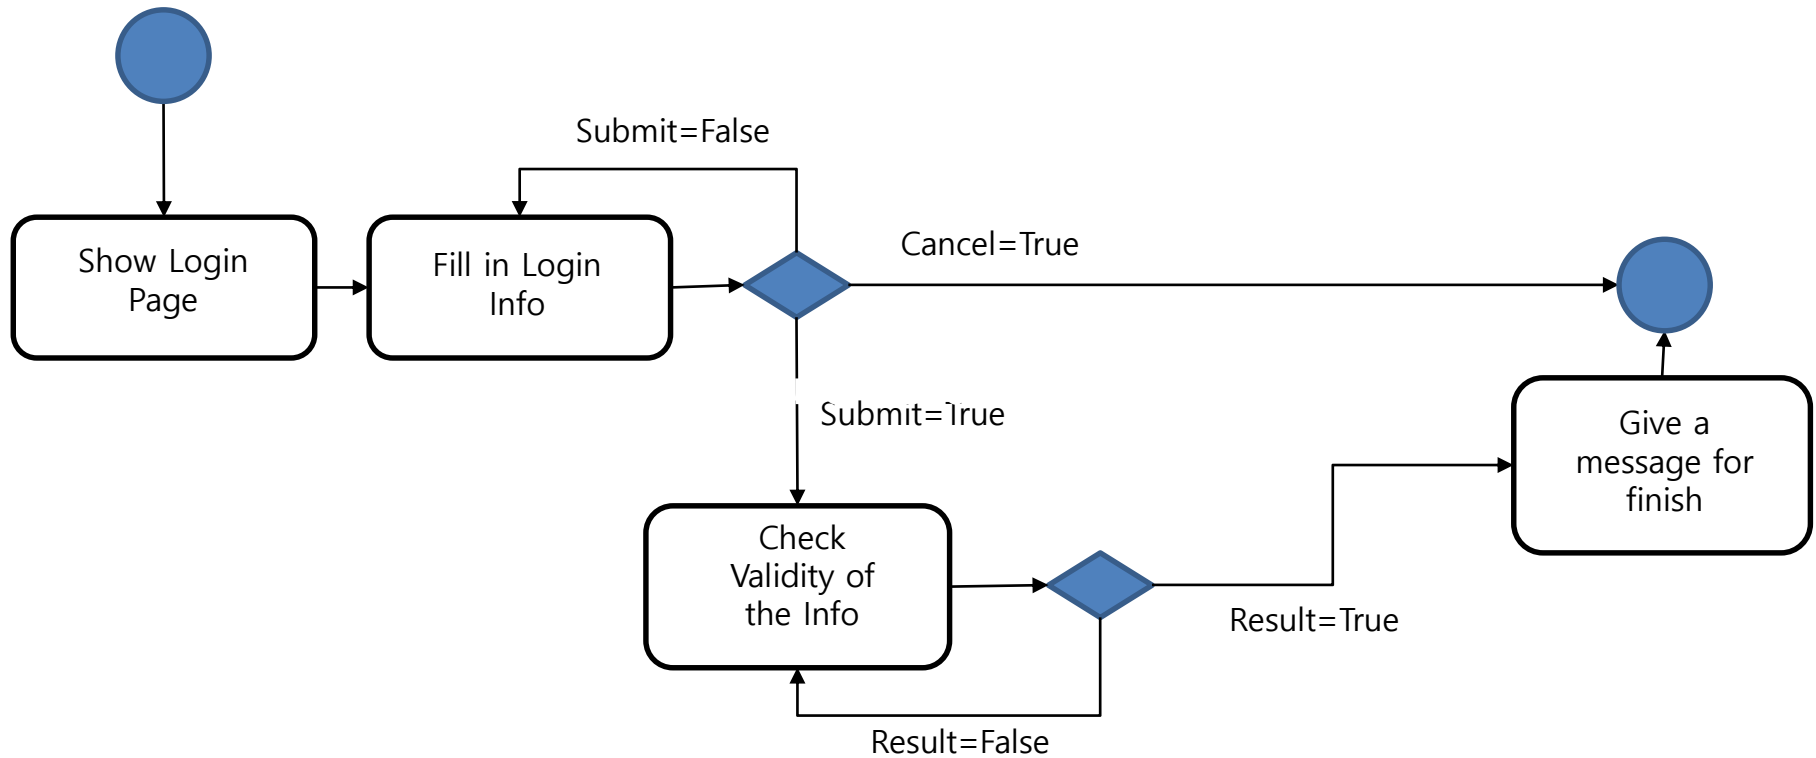 Submit=False
Show Login
Page
Fill in Login
Info
Cancel=True
Submit=True
Give a
message for
finish
Check
Validity of
the Info
Result=True
Result=False